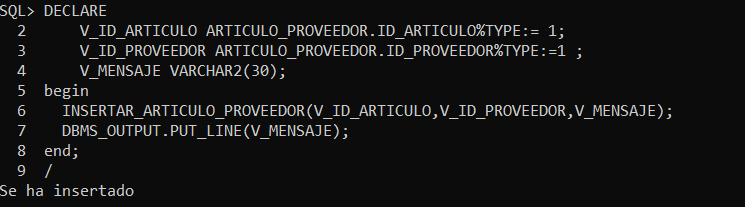 SQL> DECLARE
  2     V_ID_ARTICULO ARTICULO_PROVEEDOR.ID_ARTICULO%TYPE:= 1;
  3     V_ID_PROVEEDOR ARTICULO_PROVEEDOR.ID_PROVEEDOR%TYPE:=1 ;
  4     V_MENSAJE VARCHAR2(30);
  5  begin
  6   INSERTAR_ARTICULO_PROVEEDOR(V_ID_ARTICULO,V_ID_PROVEEDOR,V_MENSAJE);
  7   DBMS_OUTPUT.PUT_LINE(V_MENSAJE);
  8  end;
  9  /
Se ha insertado